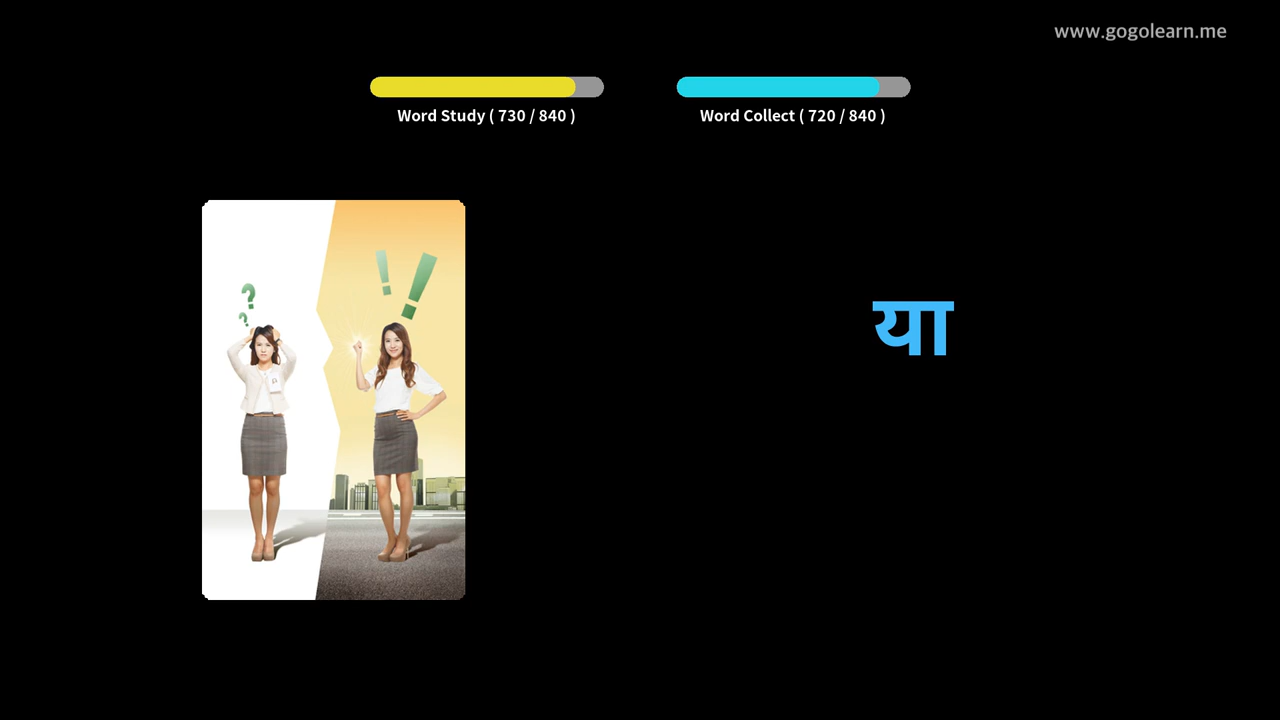 www.gogolearn.me
Word Study ( 730 / 840 )
Word Collect ( 720 / 840 )
? ! !
?
या